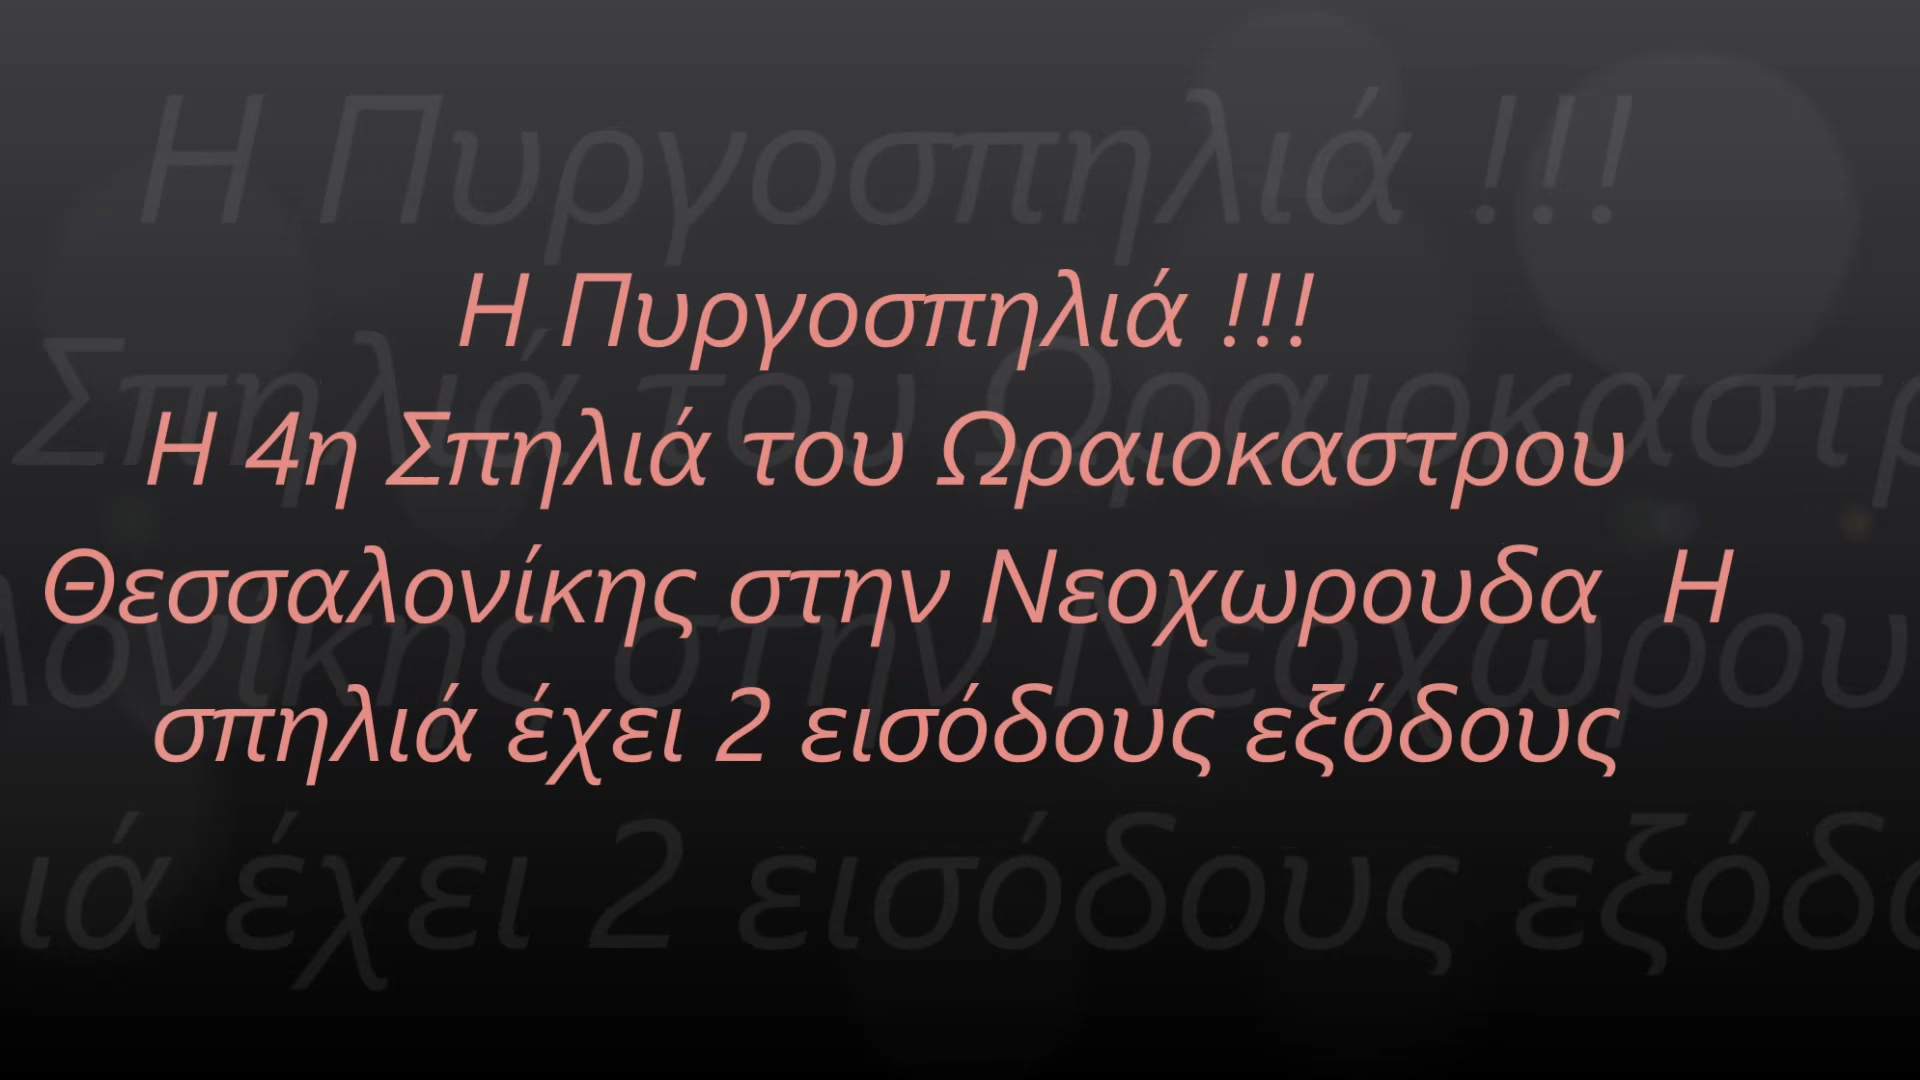 Η Πυργοσπηλιά !!!
Η 4η Σπηλιά του Ωραιοκαστρου
Θεσσαλονίκης στην Νεοχωρουδα  Η
σπηλιά έχει 2 εισόδους εξόδους